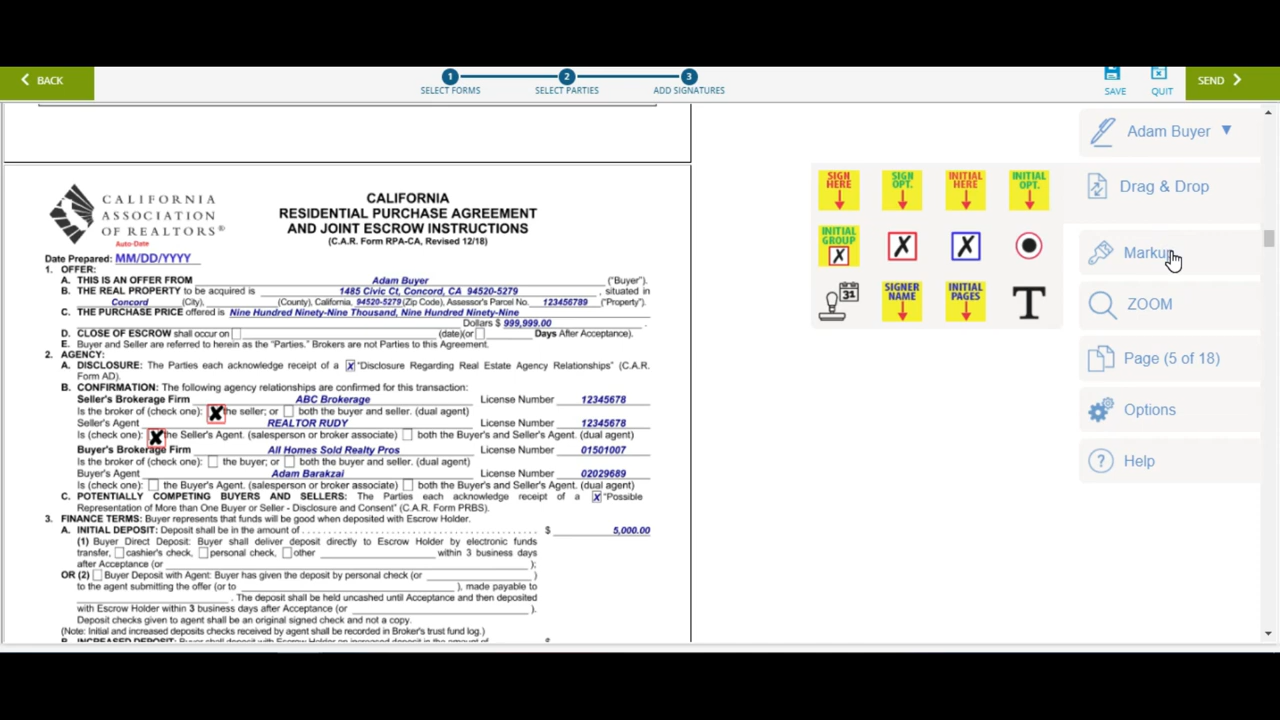 BACK
1
2
3
SELECT FORMS
SELECT PARTIES
ADD SIGNATURES
SAVE
QUIT
SEND
CALIFORNIA
ASSOCIATION
OF REALTORS®
Auto-Date
CALIFORNIA
RESIDENTIAL PURCHASE AGREEMENT
AND JOINT ESCROW INSTRUCTIONS
(C.A.R. Form RPA-CA, Revised 12/18)
Date Prepared: MM/DD/YYYY
1. OFFER:
A. THIS IS AN OFFER FROM Adam Buyer ("Buyer").
B. THE REAL PROPERTY to be acquired is 1485 Civic Ct, Concord, CA 94520-5279 , situated in
Concord (City), (County), California, 94520-5279 (Zip Code), Assessor's Parcel No. 123456789 ("Property").
C. THE PURCHASE PRICE offered is Nine Hundred Ninety-Nine Thousand, Nine Hundred Ninety-Nine
Dollars $ 999,999.00 .
D. CLOSE OF ESCROW shall occur on (date)(or Days After Acceptance).
E. Buyer and Seller are referred to herein as the "Parties." Brokers are not Parties to this Agreement.
2. AGENCY:
A. DISCLOSURE: The Parties each acknowledge receipt of a X "Disclosure Regarding Real Estate Agency Relationships" (C.A.R.
Form AD).
B. CONFIRMATION: The following agency relationships are confirmed for this transaction:
Seller's Brokerage Firm ABC Brokerage License Number 12345678
Is the broker of (check one): X the seller; or both the buyer and seller. (dual agent)
Seller's Agent REALTOR RUDY License Number 12345678
Is (check one): X the Seller's Agent. (salesperson or broker associate) both the Buyer's and Seller's Agent. (dual agent)
Buyer's Brokerage Firm All Homes Sold Realty Pros License Number 01501007
Is the broker of (check one): the buyer; or both the buyer and seller. (dual agent)
Buyer's Agent Adam Barakzai License Number 02029689
Is (check one): the Buyer's Agent. (salesperson or broker associate) both the Buyer's and Seller's Agent. (dual agent)
C. POTENTIALLY COMPETING BUYERS AND SELLERS: The Parties each acknowledge receipt of a X "Possible
Representation of More than One Buyer or Seller - Disclosure and Consent" (C.A.R. Form PRBS).
3. FINANCE TERMS: Buyer represents that funds will be good when deposited with Escrow Holder.
A. INITIAL DEPOSIT: Deposit shall be in the amount of . . . . . . . . . . . . . . . . . . . . . . . . . . . . . . . . . . . . . . . . . . . . . $ 5,000.00
(1) Buyer Direct Deposit: Buyer shall deliver deposit directly to Escrow Holder by electronic funds
transfer, cashier's check, personal check, other within 3 business days
after Acceptance (or );
OR (2) Buyer Deposit with Agent: Buyer has given the deposit by personal check (or )
to the agent submitting the offer (or to ), made payable to
. The deposit shall be held uncashed until Acceptance and then deposited
with Escrow Holder within 3 business days after Acceptance (or ).
Deposit checks given to agent shall be an original signed check and not a copy.
(Note: Initial and increased deposits checks received by agent shall be recorded in Broker's trust fund log.)
B. INCREASED DEPOSIT: Buyer shall deposit with Escrow Holder an increased deposit in the amount of $
SIGN HERE
SIGN OPT.
INITIAL HERE
INITIAL OPT.
INITIAL GROUP
31
SIGNER NAME
INITIAL PAGES
T
Adam Buyer
Drag & Drop
Markup
ZOOM
Page (5 of 18)
Options
? Help